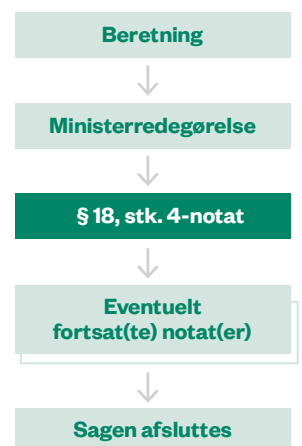 Beretning
Ministerredegørelse
§ 18, stk. 4-notat
Eventuelt
fortsat(te) notat(er)
Sagen afsluttes